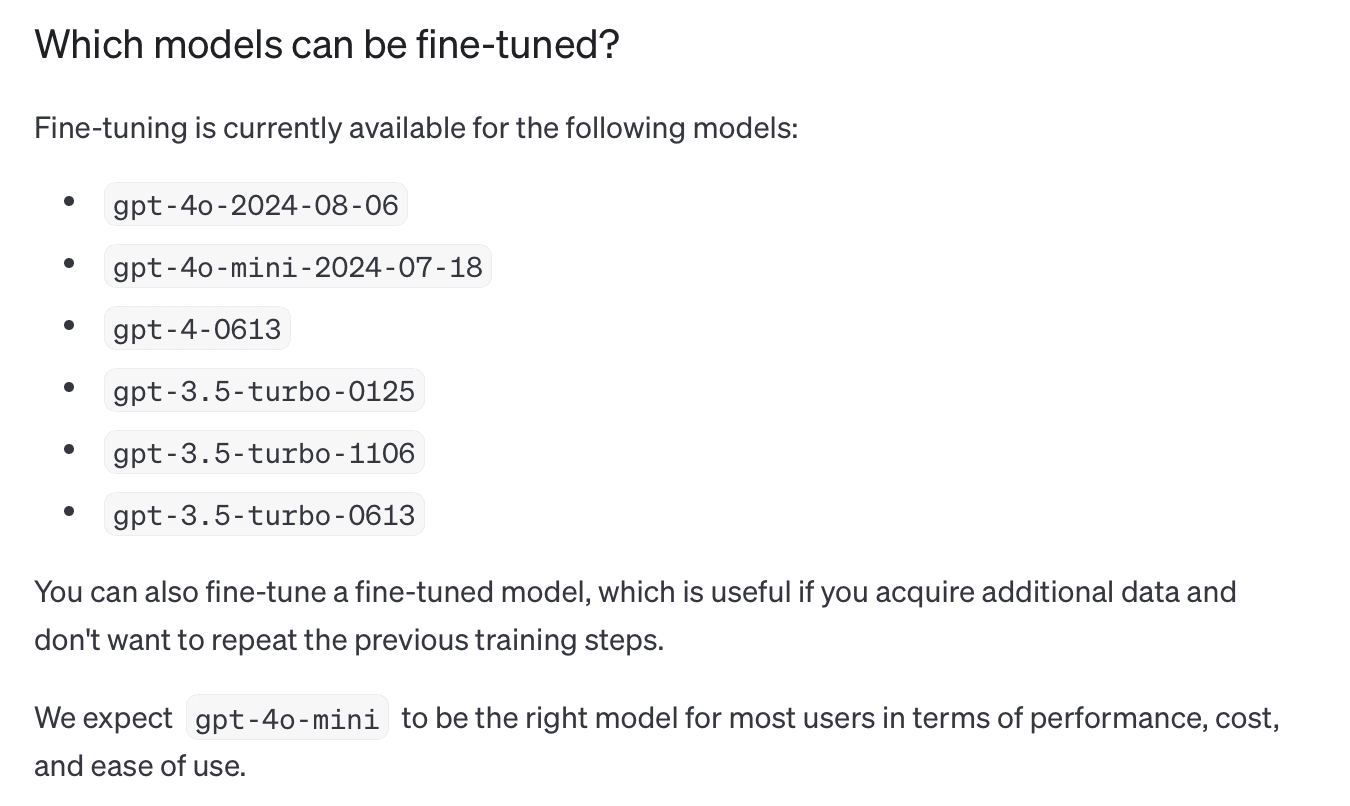 Which models can be fine-tuned?
Fine-tuning is currently available for the following models:
• gpt-4o-2024-08-06
• gpt-4o-mini-2024-07-18
• gpt-4-0613
• gpt-3.5-turbo-0125
• gpt-3.5-turbo-1106
• gpt-3.5-turbo-0613
You can also fine-tune a fine-tuned model, which is useful if you acquire additional data and
don't want to repeat the previous training steps.
We expect gpt-4o-mini to be the right model for most users in terms of performance, cost,
and ease of use.